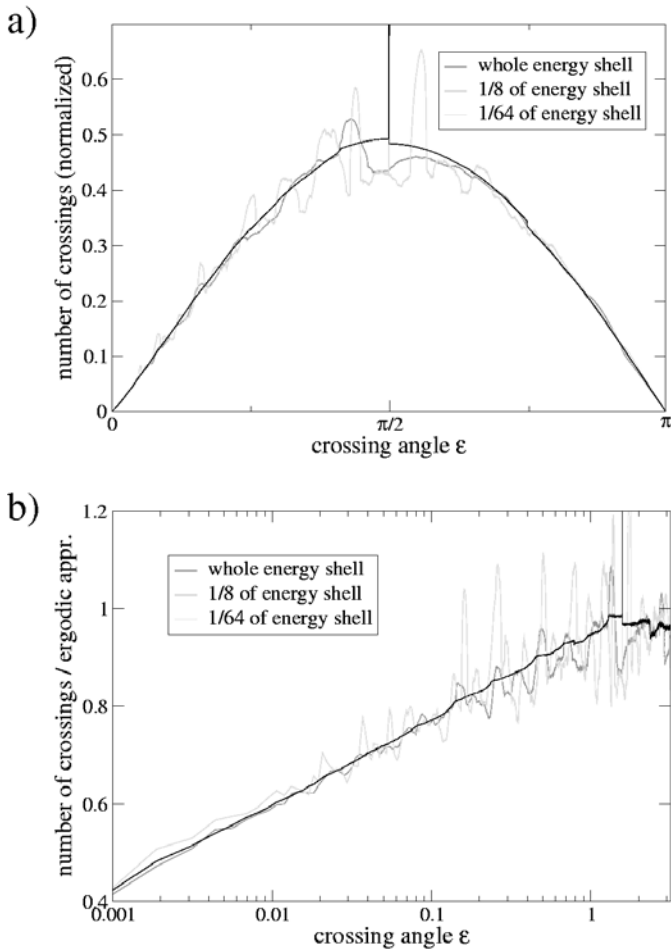 a)
0.6
0.5
0.4
0.3
0.2
0.1
0
number of crossings (normalized)
whole energy shell
1/8 of energy shell
1/64 of energy shell
0
π/2
π
crossing angle ε
b)
1.2
1
0.8
0.6
0.4
number of crossings / ergodic appr.
whole energy shell
1/8 of energy shell
1/64 of energy shell
0.001
0.01
0.1
1
crossing angle ε